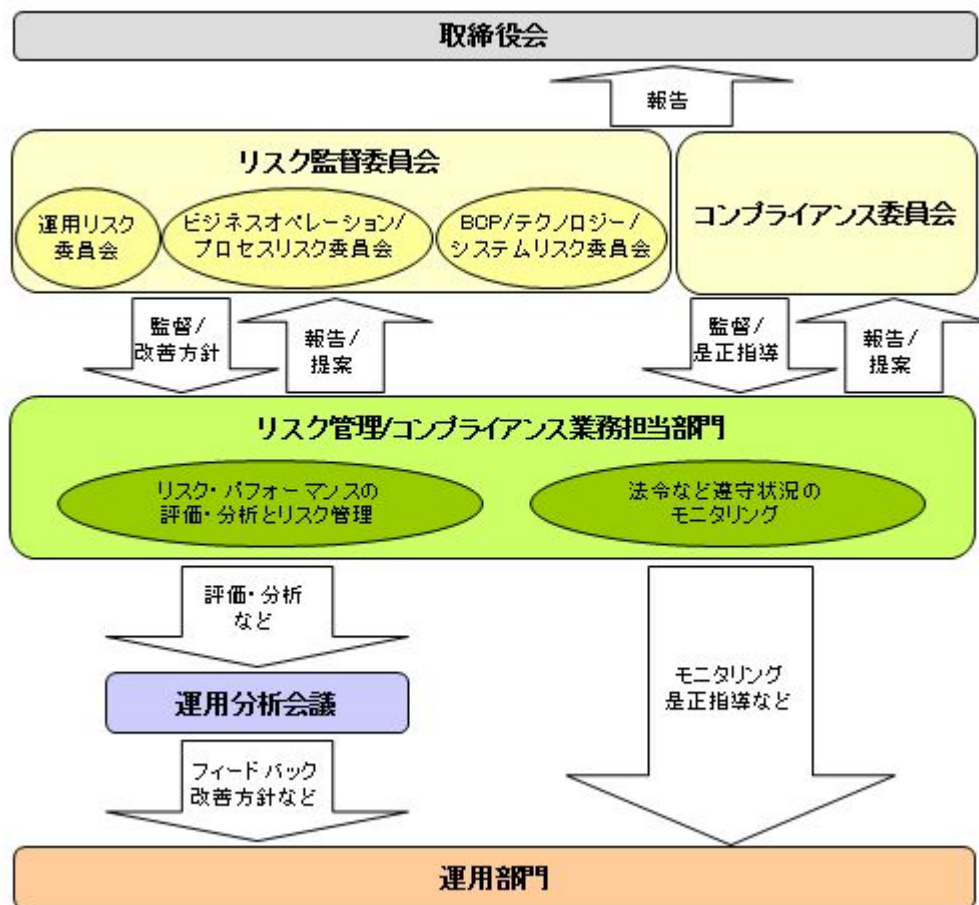 取締役会
報告
リスク監督委員会
運用リスク
委員会
ビジネスオペレーション/
プロセスリスク委員会
BCP/テクノロジー/
システムリスク委員会
コンプライアンス委員会
監督/
改善方針
報告/
提案
監督/
是正指導
報告/
提案
リスク管理/コンプライアンス業務担当部門
リスク・パフォーマンスの
評価・分析とリスク管理
法令など遵守状況の
モニタリング
評価・分析
など
運用分析会議
モニタリング
是正指導など
フィードバック
改善方針など
運用部門